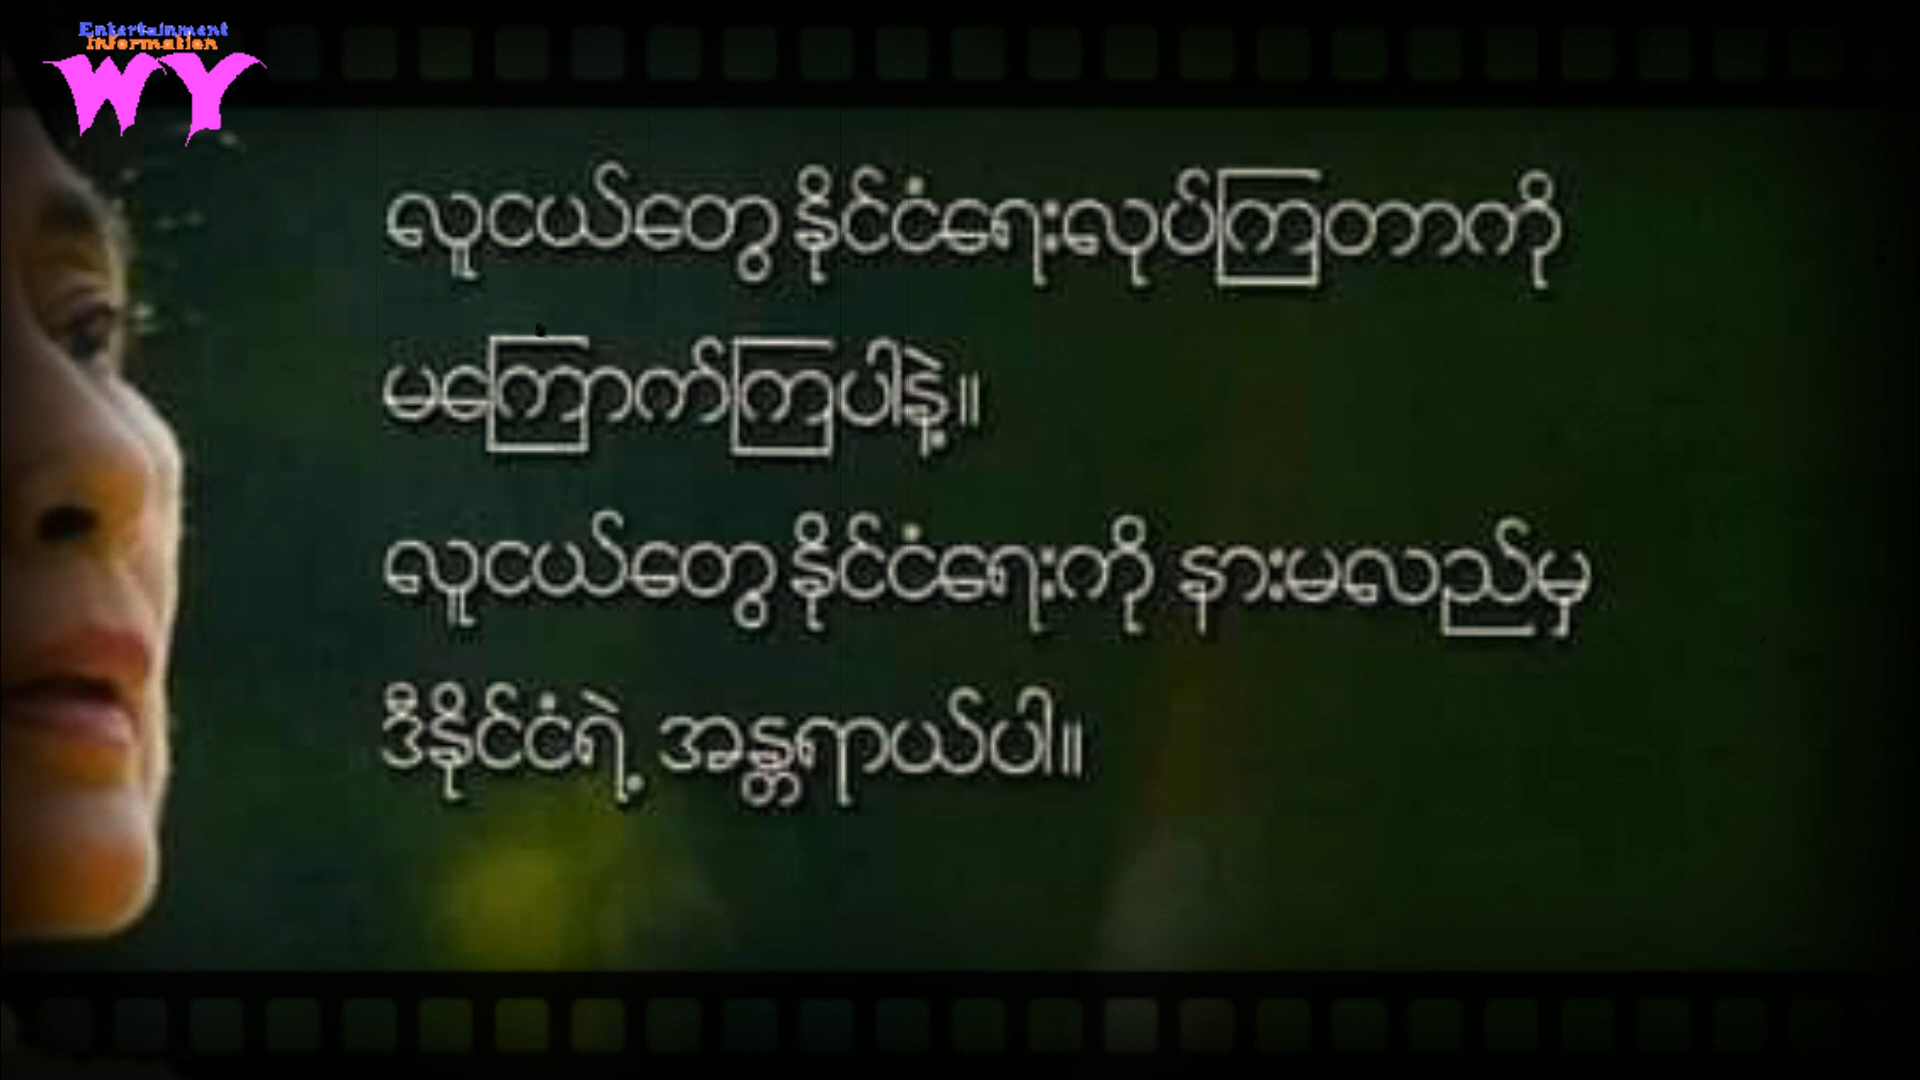 Entertainment
Information
WY
လူငယ်တွေ နိုင်ငံရေးလုပ်ကြတာကို
မကြောက်ကြပါနဲ့။
လူငယ်တွေ နိုင်ငံရေးကို နားမလည်မှ
ဒီနိုင်ငံရဲ့ အန္တရာယ်ပါ။